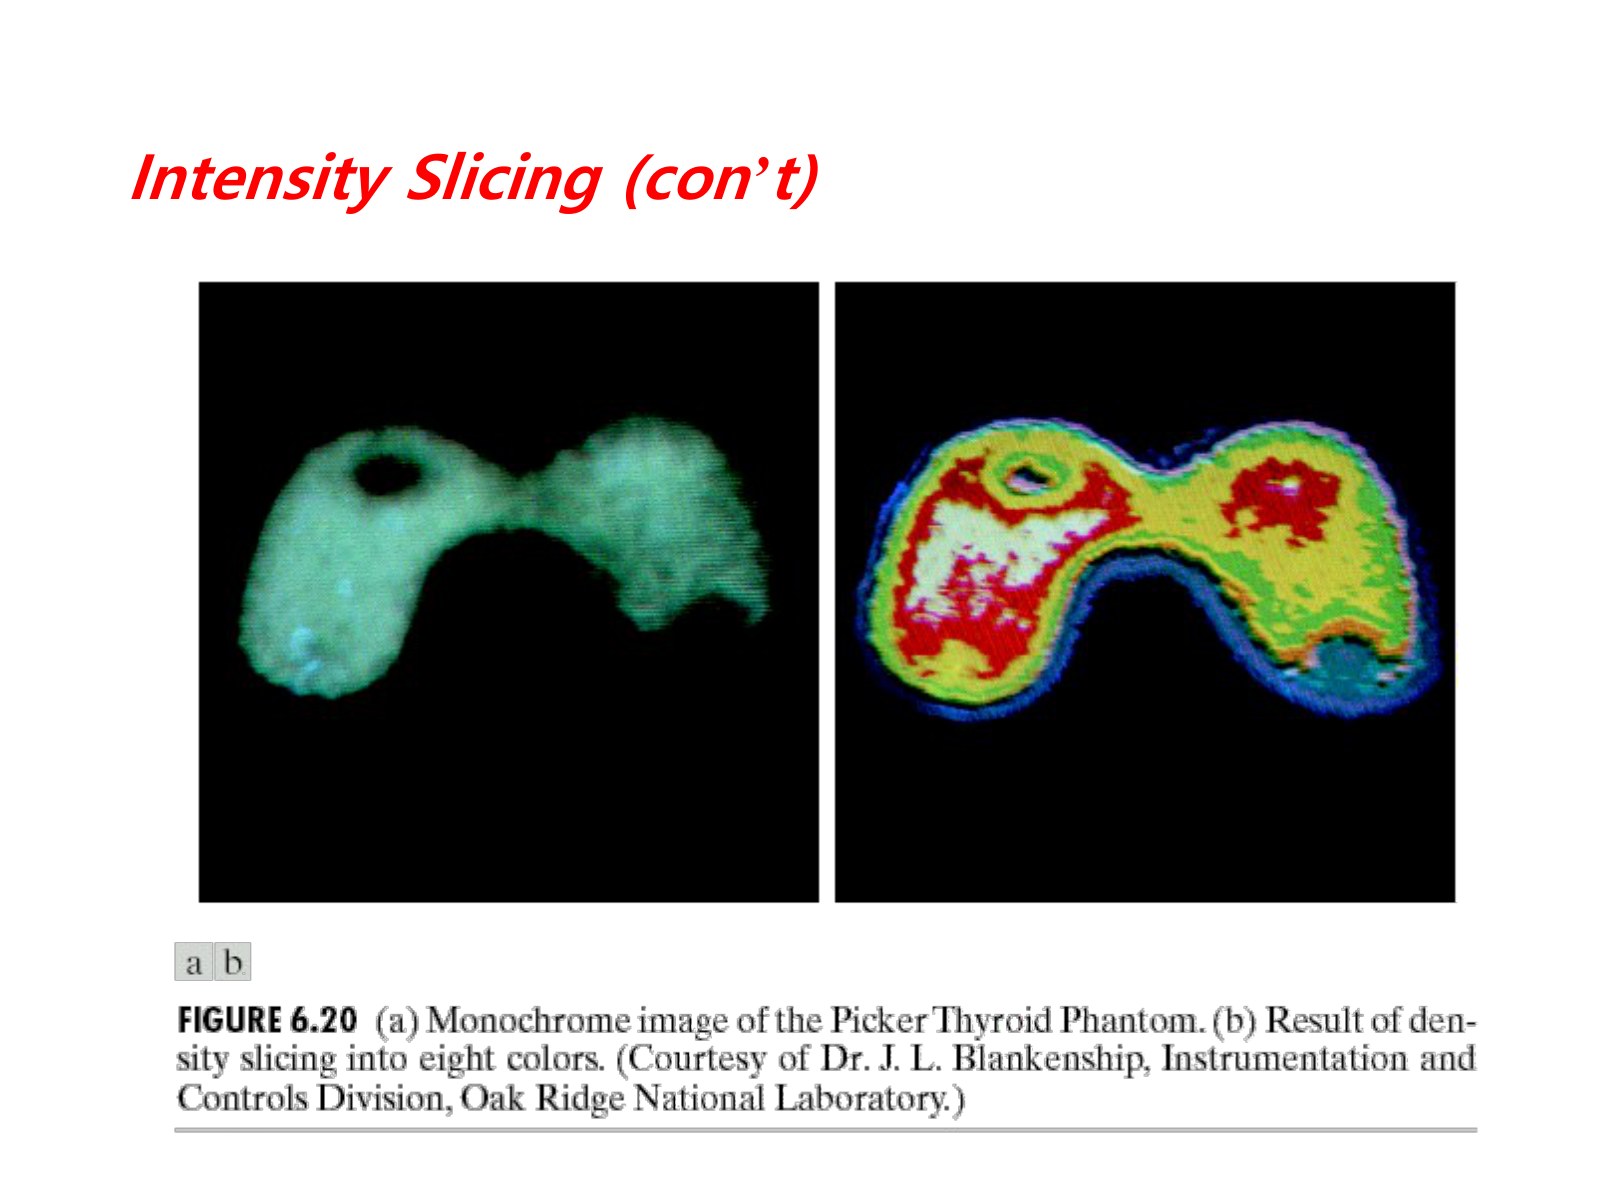 Intensity Slicing (con’t)
a b
FIGURE 6.20 (a) Monochrome image of the Picker Thyroid Phantom. (b) Result of den-
sity slicing into eight colors. (Courtesy of Dr. J. L. Blankenship, Instrumentation and
Controls Division, Oak Ridge National Laboratory.)